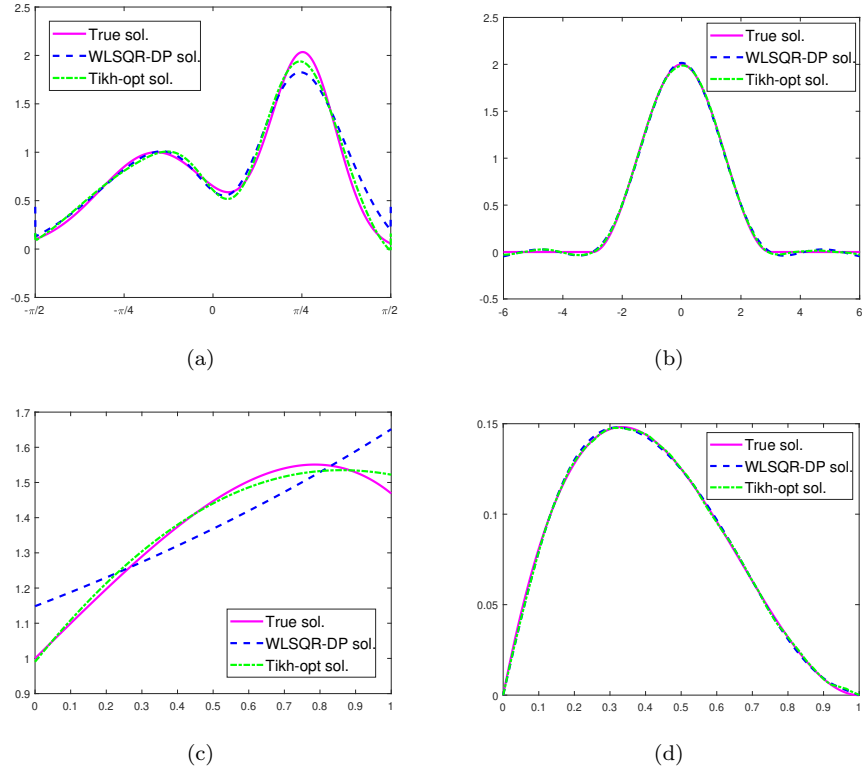 2.5
2
1.5
1
0.5
0
-0.5
-π/2 -π/4 0 π/4 π/2
True sol.
WLSQR-DP sol.
Tikh-opt sol.
(a)
2.5
2
1.5
1
0.5
0
-0.5
-6 -4 -2 0 2 4 6
True sol.
WLSQR-DP sol.
Tikh-opt sol.
(b)
1.7
1.6
1.5
1.4
1.3
1.2
1.1
1
0.9
0 0.1 0.2 0.3 0.4 0.5 0.6 0.7 0.8 0.9 1
True sol.
WLSQR-DP sol.
Tikh-opt sol.
(c)
0.15
0.1
0.05
0
0 0.1 0.2 0.3 0.4 0.5 0.6 0.7 0.8 0.9 1
True sol.
WLSQR-DP sol.
Tikh-opt sol.
(d)